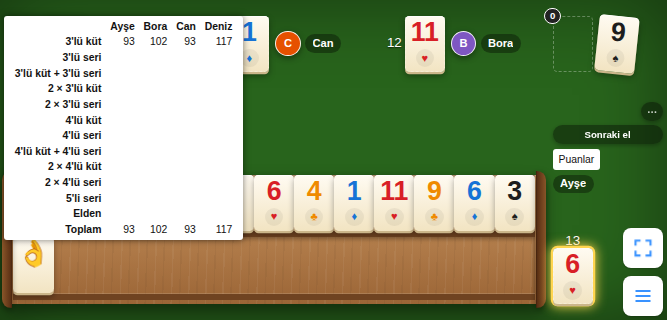 Ayşe Bora Can Deniz
3'lü küt 93 102 93 117
3'lü seri
3'lü küt + 3'lü seri
2 × 3'lü küt
2 × 3'lü seri
4'lü küt
4'lü seri
4'lü küt + 4'lü seri
2 × 4'lü küt
2 × 4'lü seri
5'li seri
Elden
Toplam 93 102 93 117
1
C Can
12
11
B Bora
0
9
...
Sonraki el
Puanlar
Ayşe
6 4 1 11 9 6 3
13
6